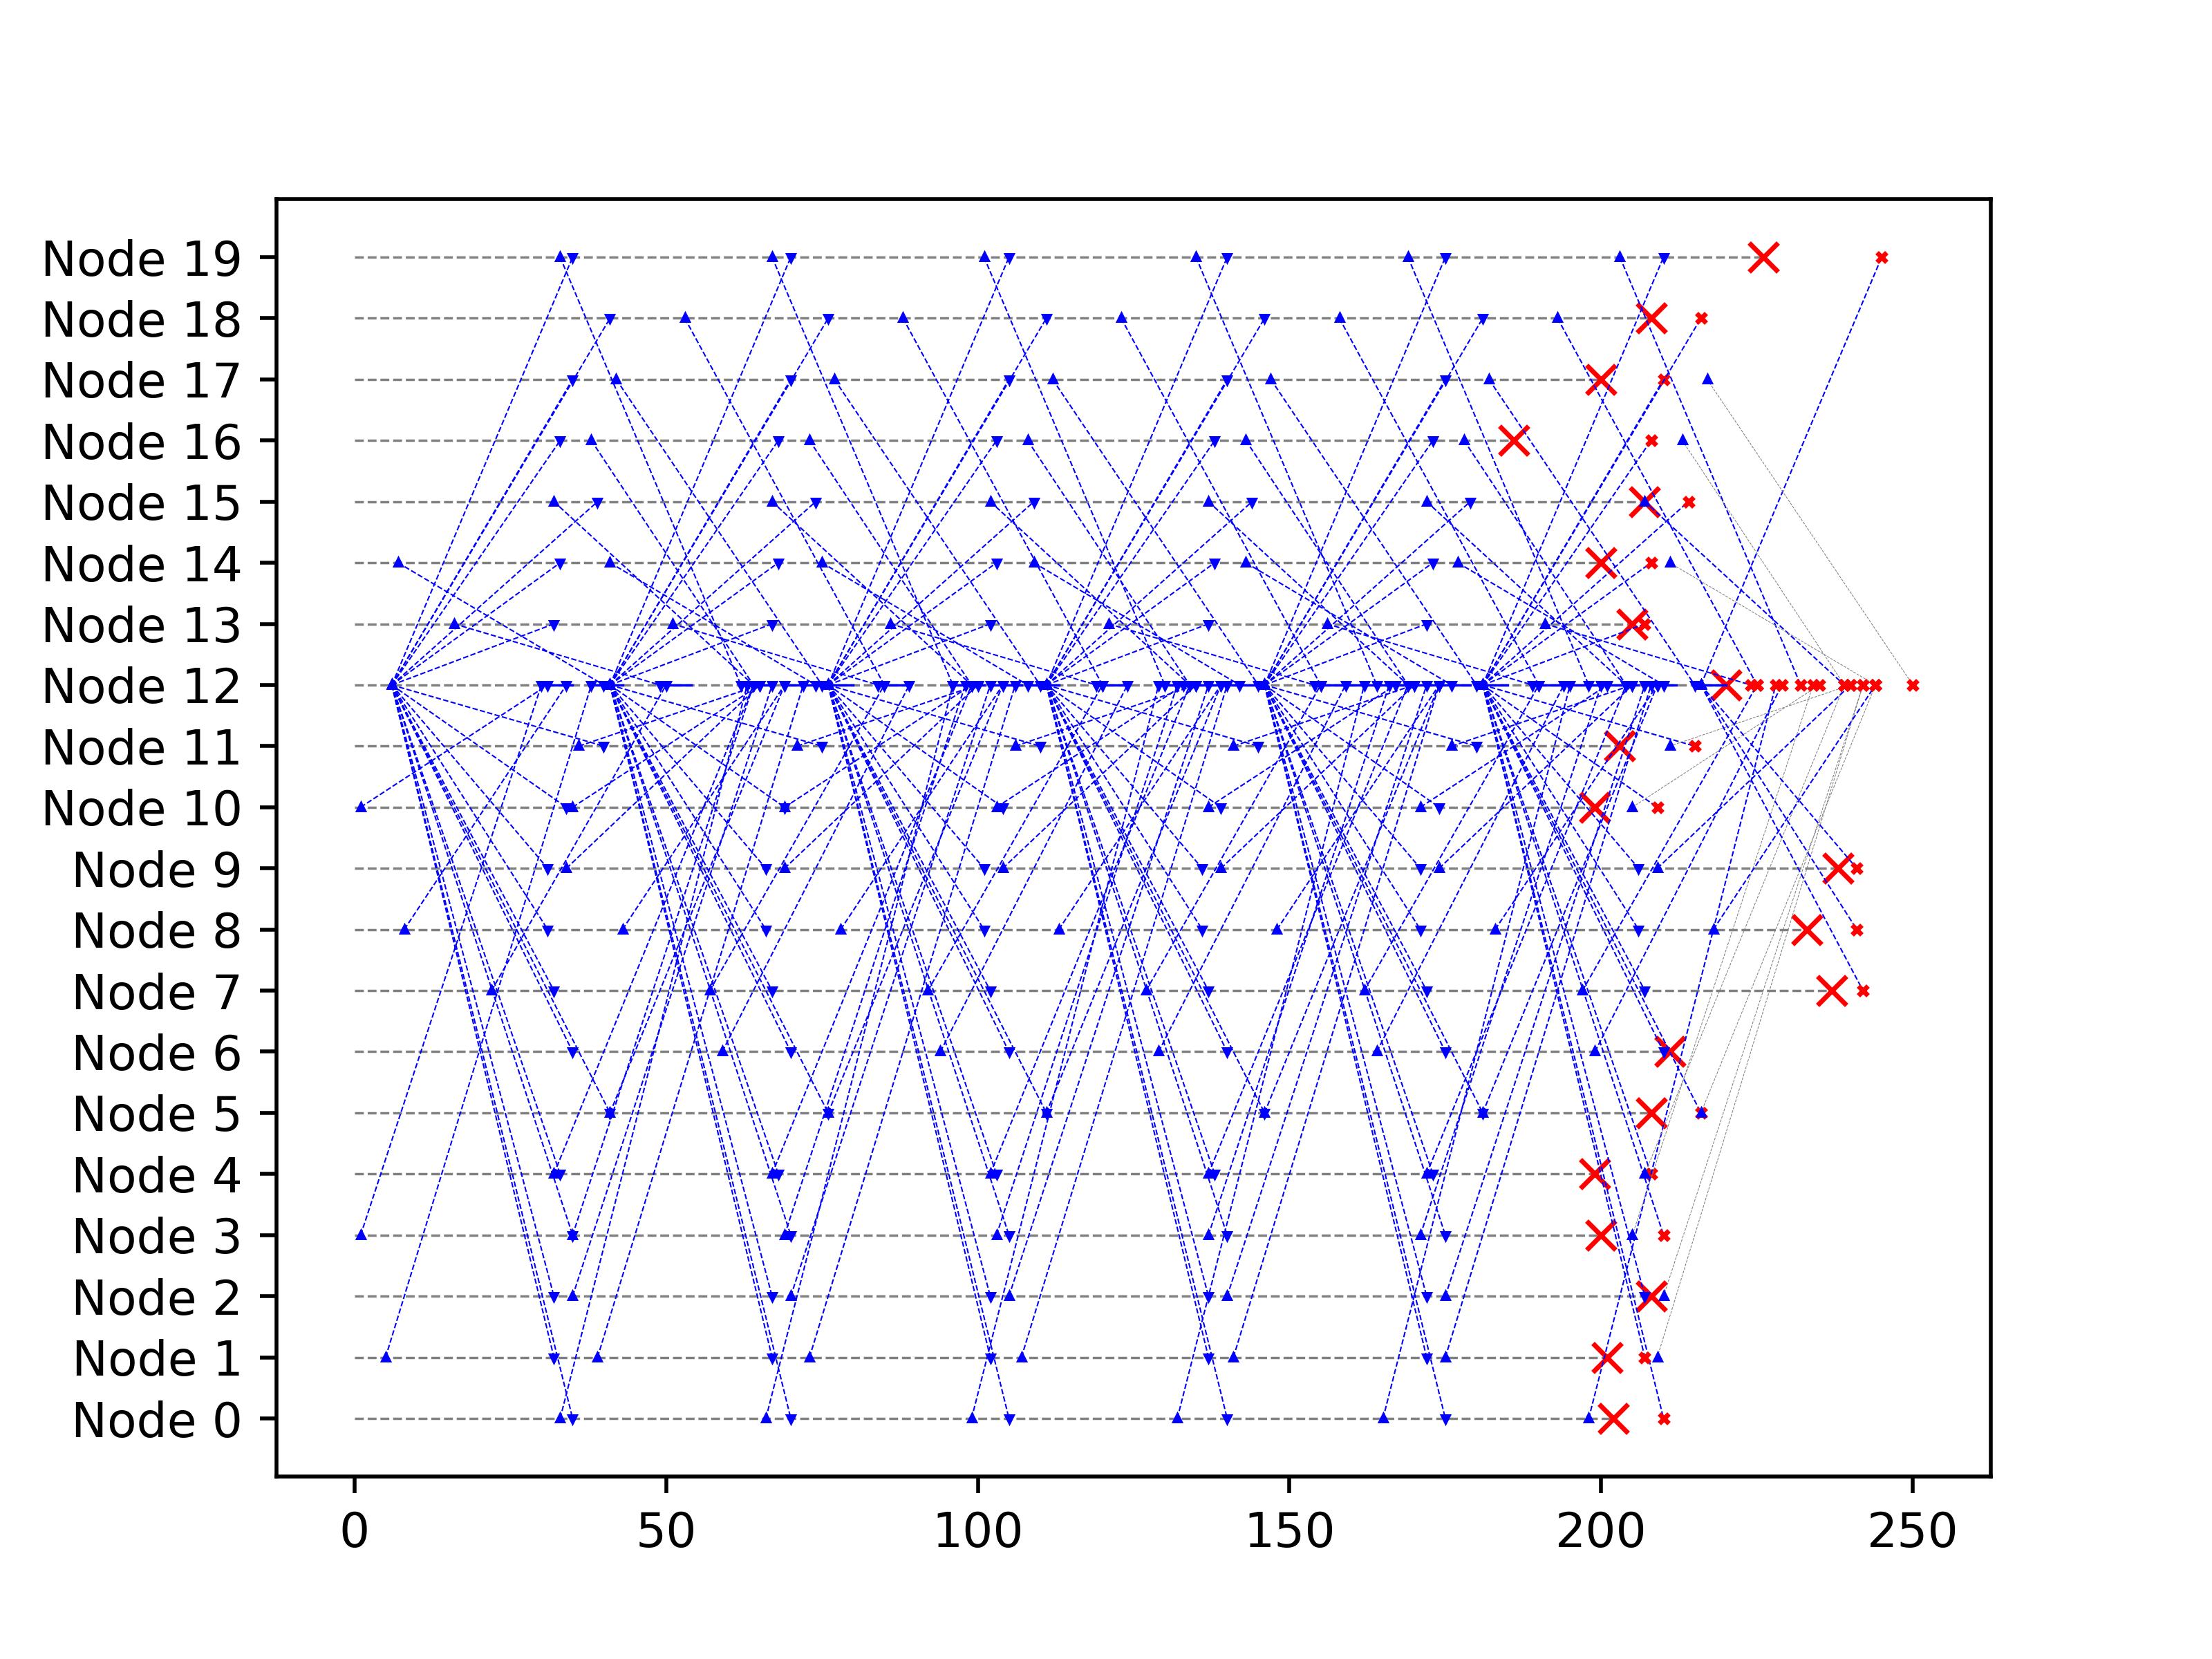 Node 19
Node 18
Node 17
Node 16
Node 15
Node 14
Node 13
Node 12
Node 11
Node 10
Node 9
Node 8
Node 7
Node 6
Node 5
Node 4
Node 3
Node 2
Node 1
Node 0
0 50 100 150 200 250